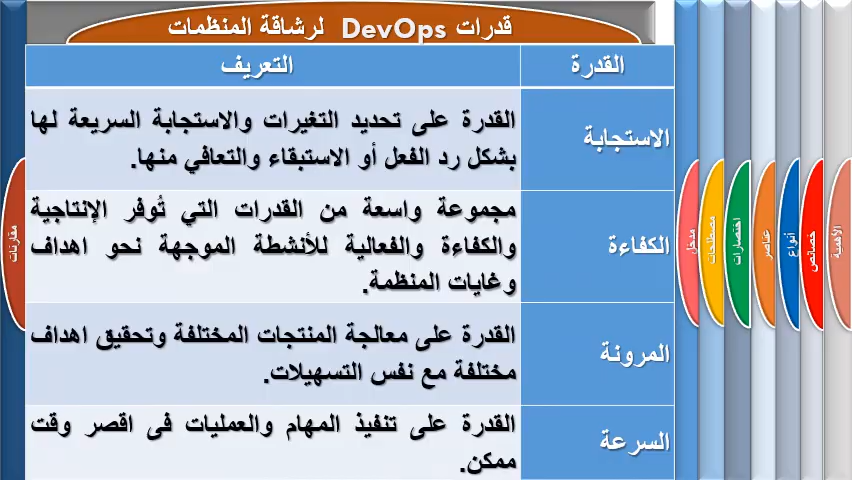 قدرات DevOps لرشاقة المنظمات
القدرة
التعريف
الاستجابة
القدرة على تحديد التغيرات والاستجابة السريعة لها
بشكل رد الفعل أو الاستبقاء والتعافي منها.
الكفاءة
مجموعة واسعة من القدرات التي تُوفر الإنتاجية
والكفاءة والفعالية للأنشطة الموجهة نحو اهداف
وغايات المنظمة.
المرونة
القدرة على معالجة المنتجات المختلفة وتحقيق اهداف
مختلفة مع نفس التسهيلات.
السرعة
القدرة على تنفيذ المهام والعمليات فى اقصر وقت
ممكن.
الأهمية
خصائص
أنواع
عناصر
اختصارات
مصطلحات
مدخل
مقارنات